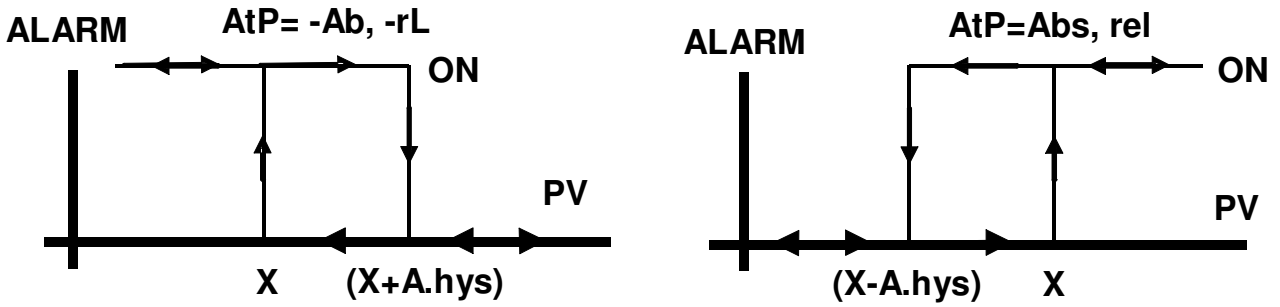 AtP= -Ab, -rL
ALARM
ON
PV
X
(X+A.hys)
AtP=Abs, rel
ALARM
ON
PV
(X-A.hys)
X